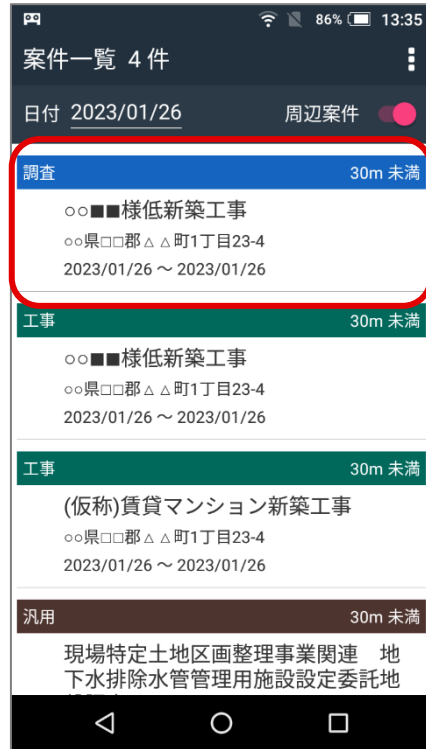 86% 13:35
案件一覧 4 件
日付 2023/01/26 周辺案件
調査 30m 未満
○○■■様低新築工事
○○県□□郡△△町1丁目23-4
2023/01/26 ～ 2023/01/26
工事 30m 未満
○○■■様低新築工事
○○県□□郡△△町1丁目23-4
2023/01/26 ～ 2023/01/26
工事 30m 未満
(仮称)賃貸マンション新築工事
○○県□□郡△△町1丁目23-4
2023/01/26 ～ 2023/01/26
汎用 30m 未満
現場特定土地区画整理事業関連　地
下水排除水管管理用施設設定委託地